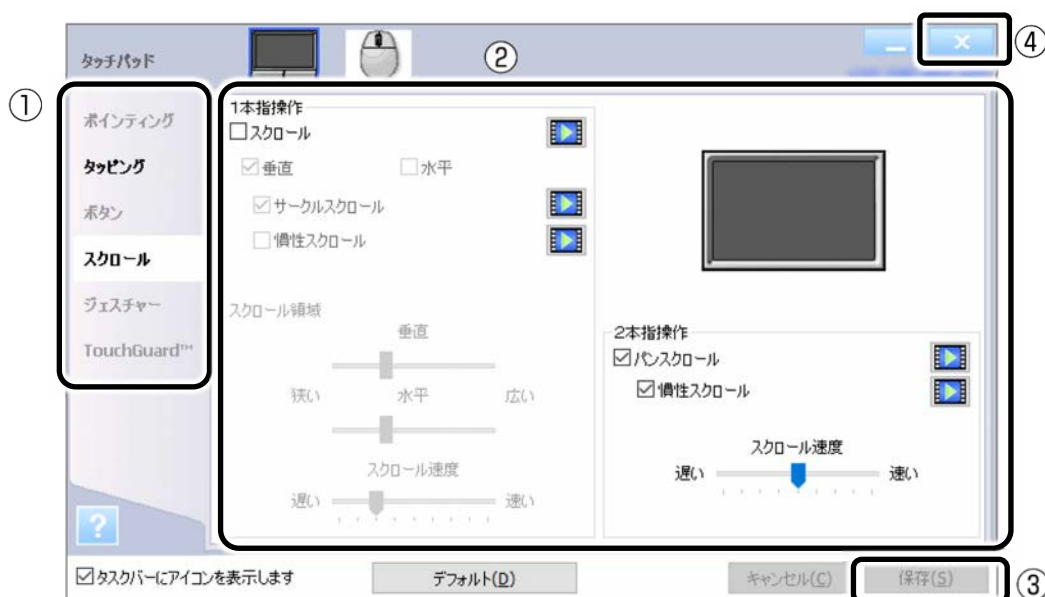 タッチパッド
②
④
①
ポインティング
タッピング
ボタン
スクロール
ジェスチャー
TouchGuard™
1本指操作
スクロール
垂直 水平
サークルスクロール
慣性スクロール
スクロール領域
垂直
狭い 水平 広い
スクロール速度
遅い 速い
2本指操作
パンスクロール
慣性スクロール
スクロール速度
遅い 速い
?
タスクバーにアイコンを表示します
デフォルト(D)
キャンセル(C)
保存(S)
③